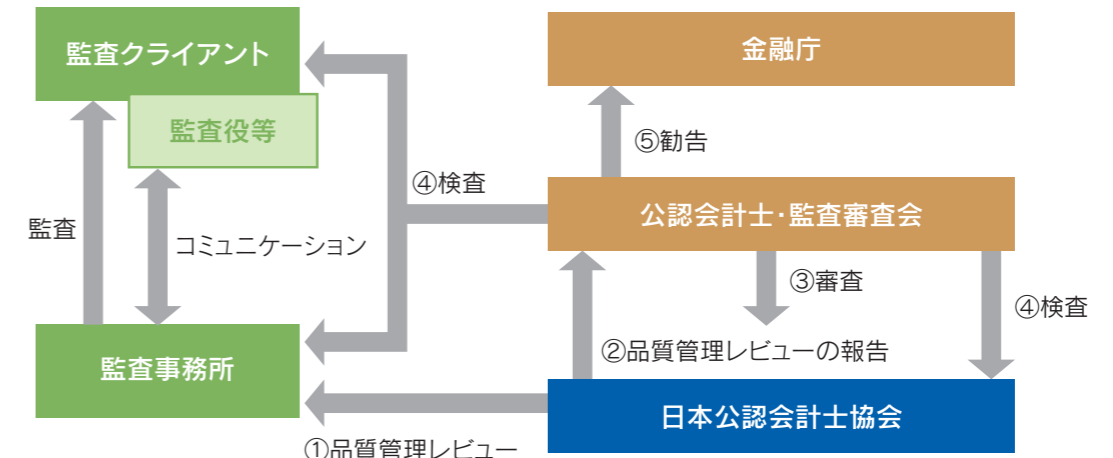 監査クライアント
金融庁
監査役等
⑤勧告
④検査
公認会計士・監査審査会
監査
コミュニケーション
③審査
④検査
②品質管理レビューの報告
監査事務所
日本公認会計士協会
①品質管理レビュー